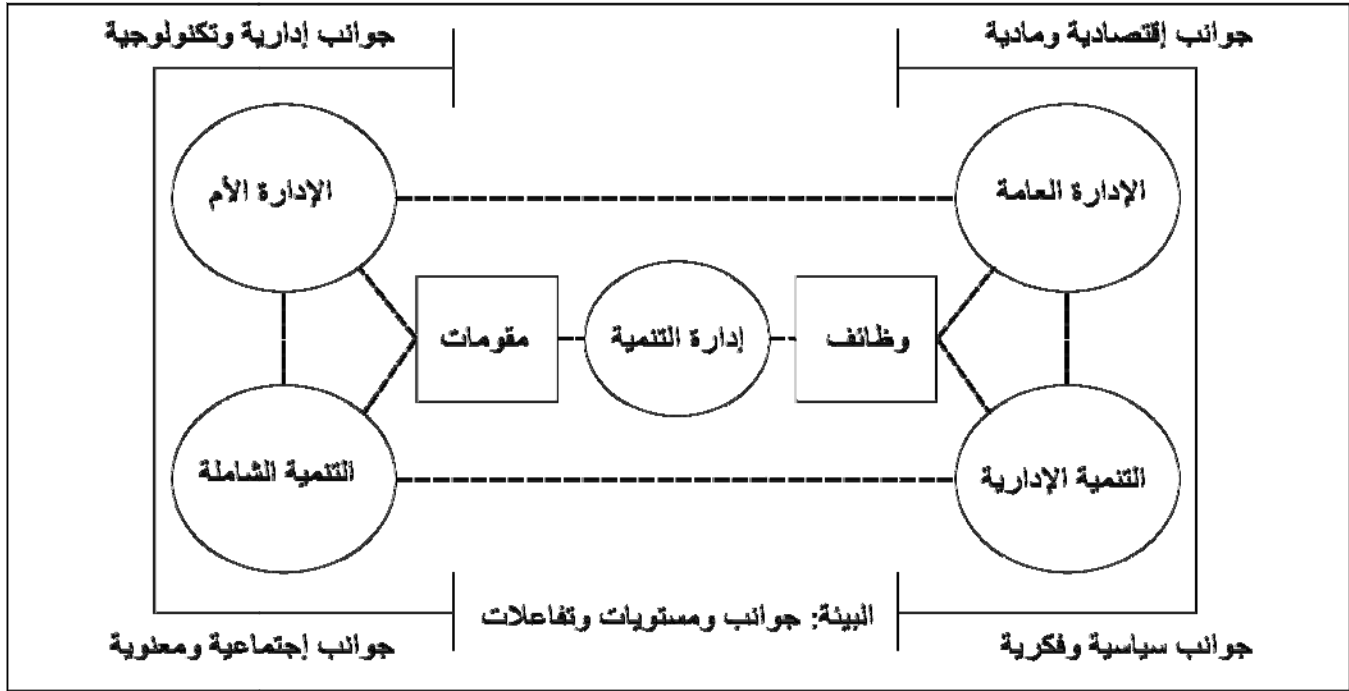 جوانب إقتصادية ومادية
جوانب إدارية وتكنولوجية
الإدارة العامة
الإدارة الأم
وظائف
إدارة التنمية
مقومات
التنمية الإدارية
التنمية الشاملة
البيئة: جوانب ومستويات وتفاعلات
جوانب سياسية وفكرية
جوانب إجتماعية ومعنوية